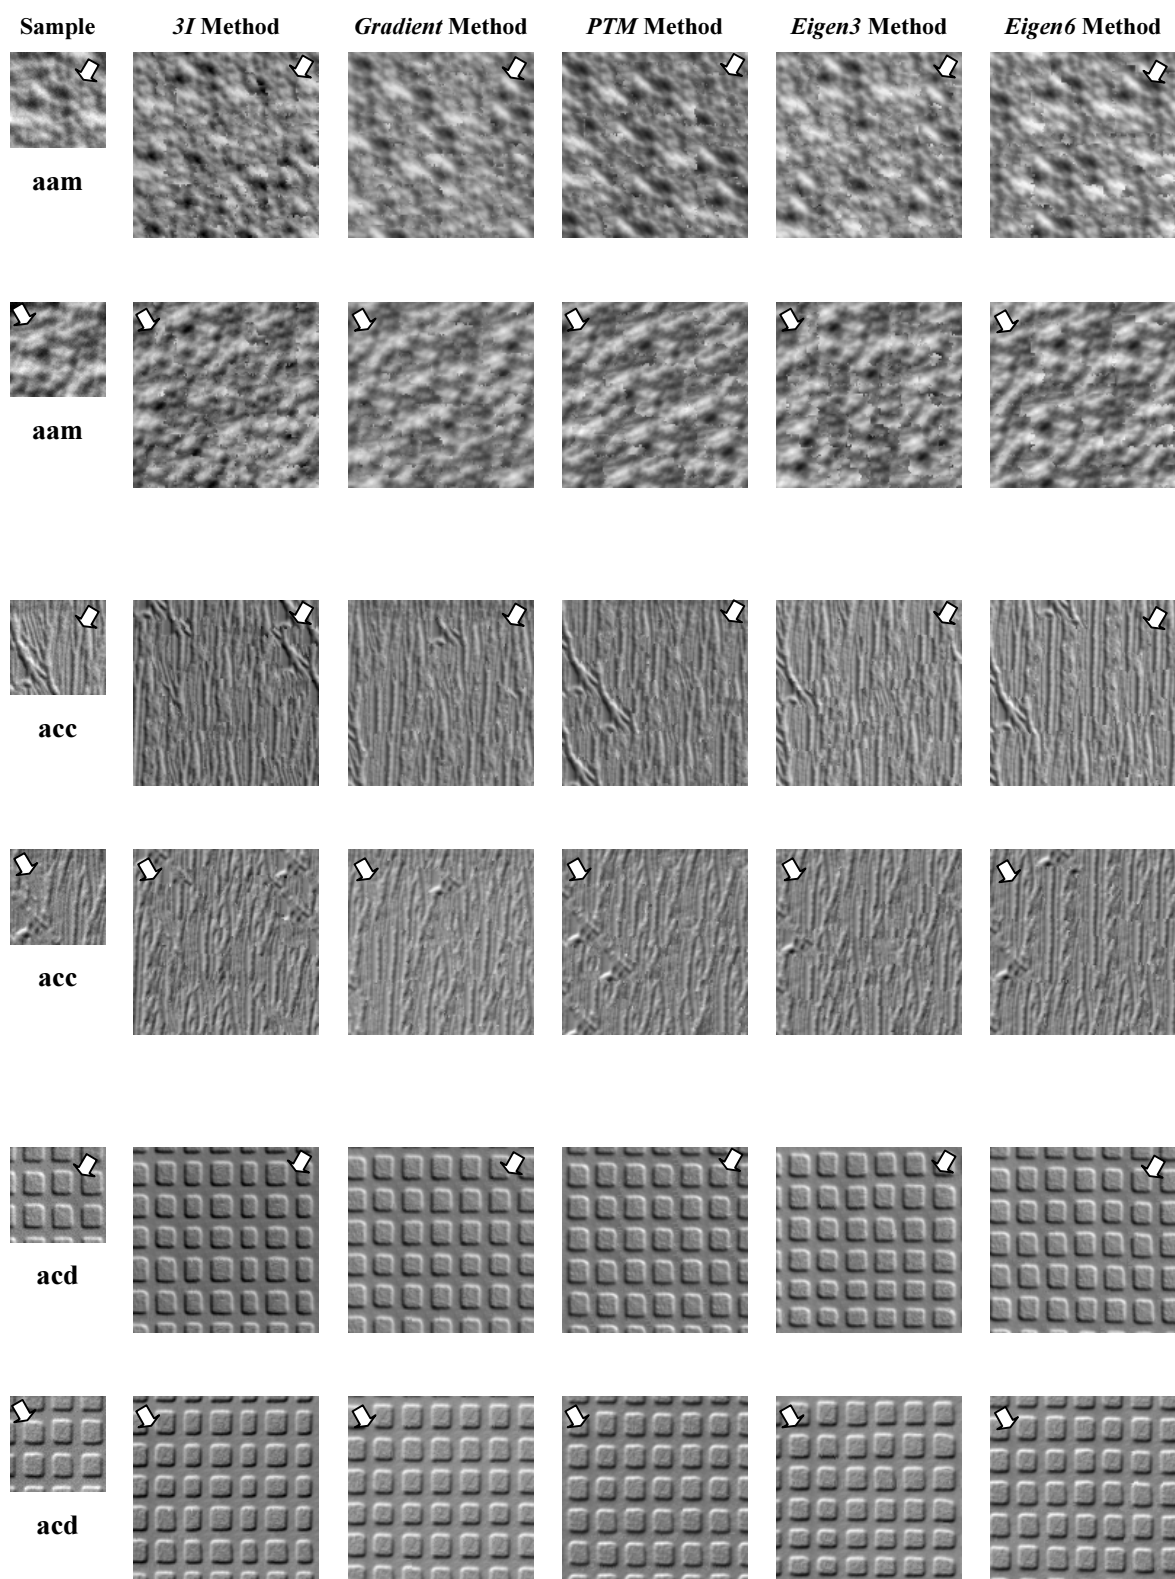 Sample 3I Method Gradient Method PTM Method Eigen3 Method Eigen6 Method
aam
aam
acc
acc
acd
acd